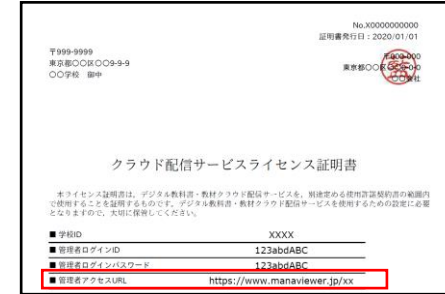 No.X0000000000
証明書発行日：2020/01/01
〒999-9999
東京都〇〇区〇〇9-9-9
〇〇学校　御中
〒000-000
東京都〇〇区〇〇0-0-0
クラウド配信サービスライセンス証明書
本ライセンス証明書は、デジタル教科書・教材クラウド配信サービスを、別途定める使用許諾契約書の範囲内
で使用することを証明するものです。デジタル教科書・教材クラウド配信サービスを使用するための設定に必要
となりますので、大切に保管してください。
■ 学校ID XXXX
■ 管理者ログインID 123abdABC
■ 管理者ログインパスワード 123abdABC
■ 管理者アクセスURL https://www.manaviewer.jp/xx